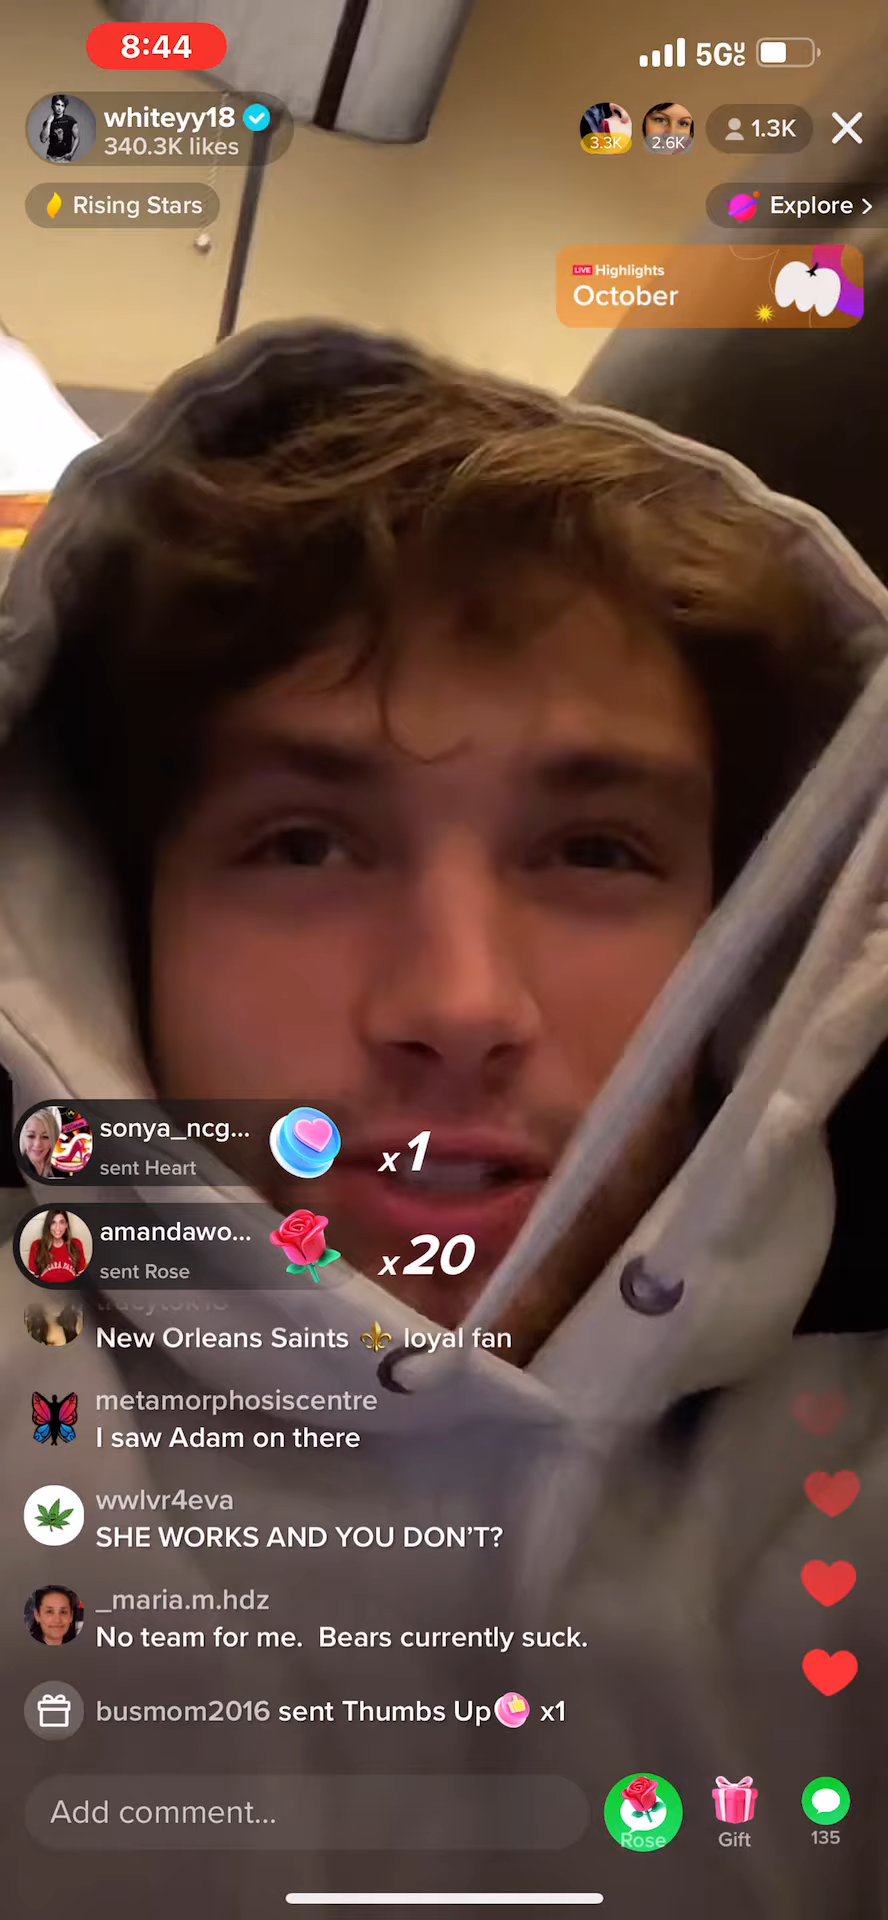 8:44
5GUC
whiteyy18
340.3K likes
3.3K
2.6K
1.3K
Rising Stars
Explore >
LIVE Highlights
October
sonya_ncg...
sent Heart
x1
amandawo...
sent Rose
x20
New Orleans Saints ⚜️ loyal fan
metamorphosiscentre
I saw Adam on there
wwlvr4eva
SHE WORKS AND YOU DON'T?
_maria.m.hdz
No team for me.  Bears currently suck.
busmom2016 sent Thumbs Up x1
Add comment...
Rose
Gift
135